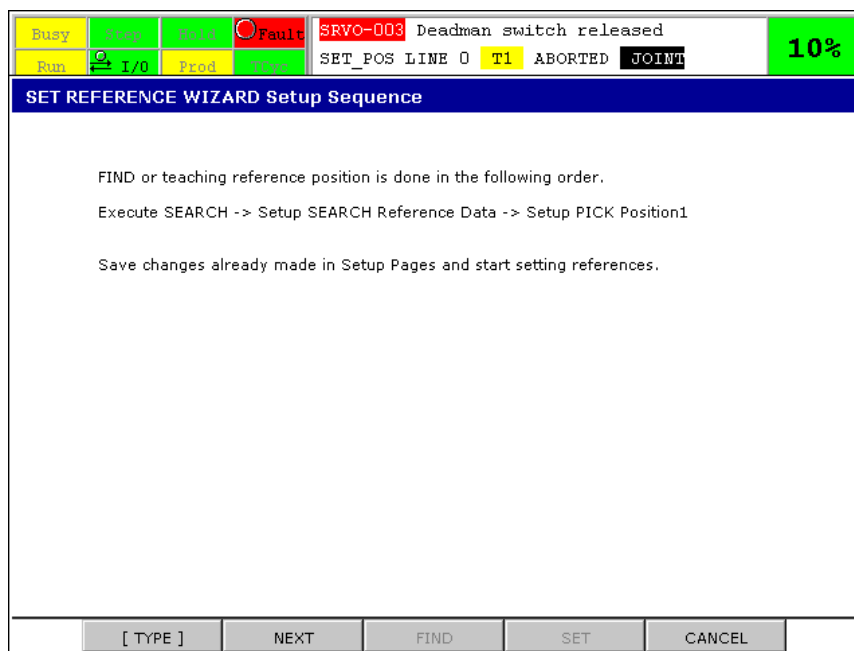 Busy Step Hold Fault SRVO-003 Deadman switch released
Run I/O Prod TCyc SET_POS LINE 0 T1 ABORTED JOINT
10%
SET REFERENCE WIZARD Setup Sequence
FIND or teaching reference position is done in the following order.
Execute SEARCH -> Setup SEARCH Reference Data -> Setup PICK Position1
Save changes already made in Setup Pages and start setting references.
[ TYPE ] NEXT FIND SET CANCEL